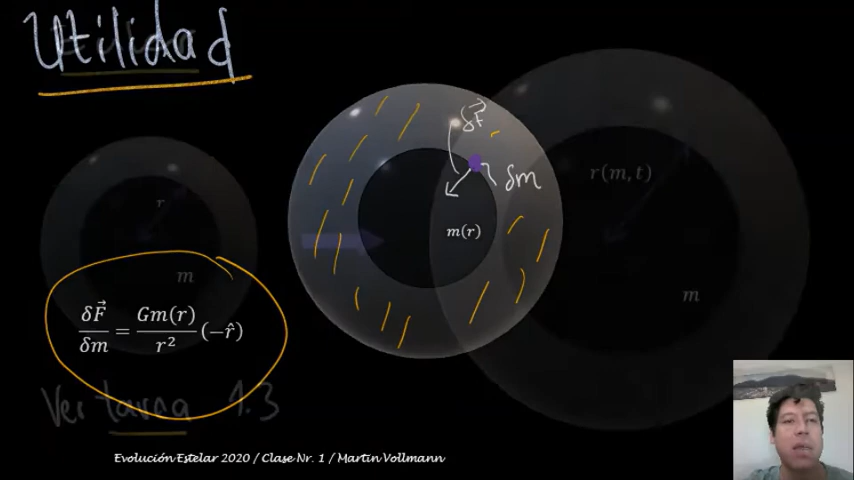 Utilidad
δF⃗
δm
r(m,t)
r
m(r)
m
m
δF⃗/δm = Gm(r)/r² (−r̂)
Ver tarea 1.3
Evolución Estelar 2020 / Clase Nr. 1 / Martin Vollmann